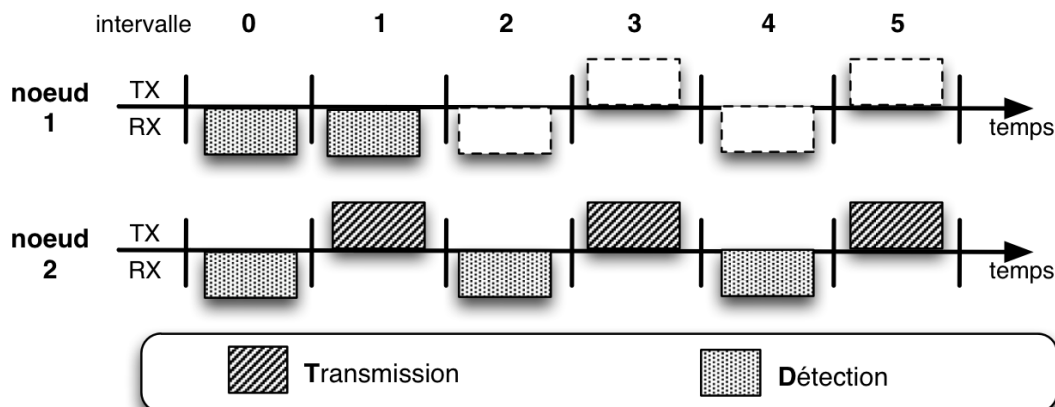 intervalle 0 1 2 3 4 5
noeud 1 TX
RX
temps
noeud 2 TX
RX
temps
Transmission Détection